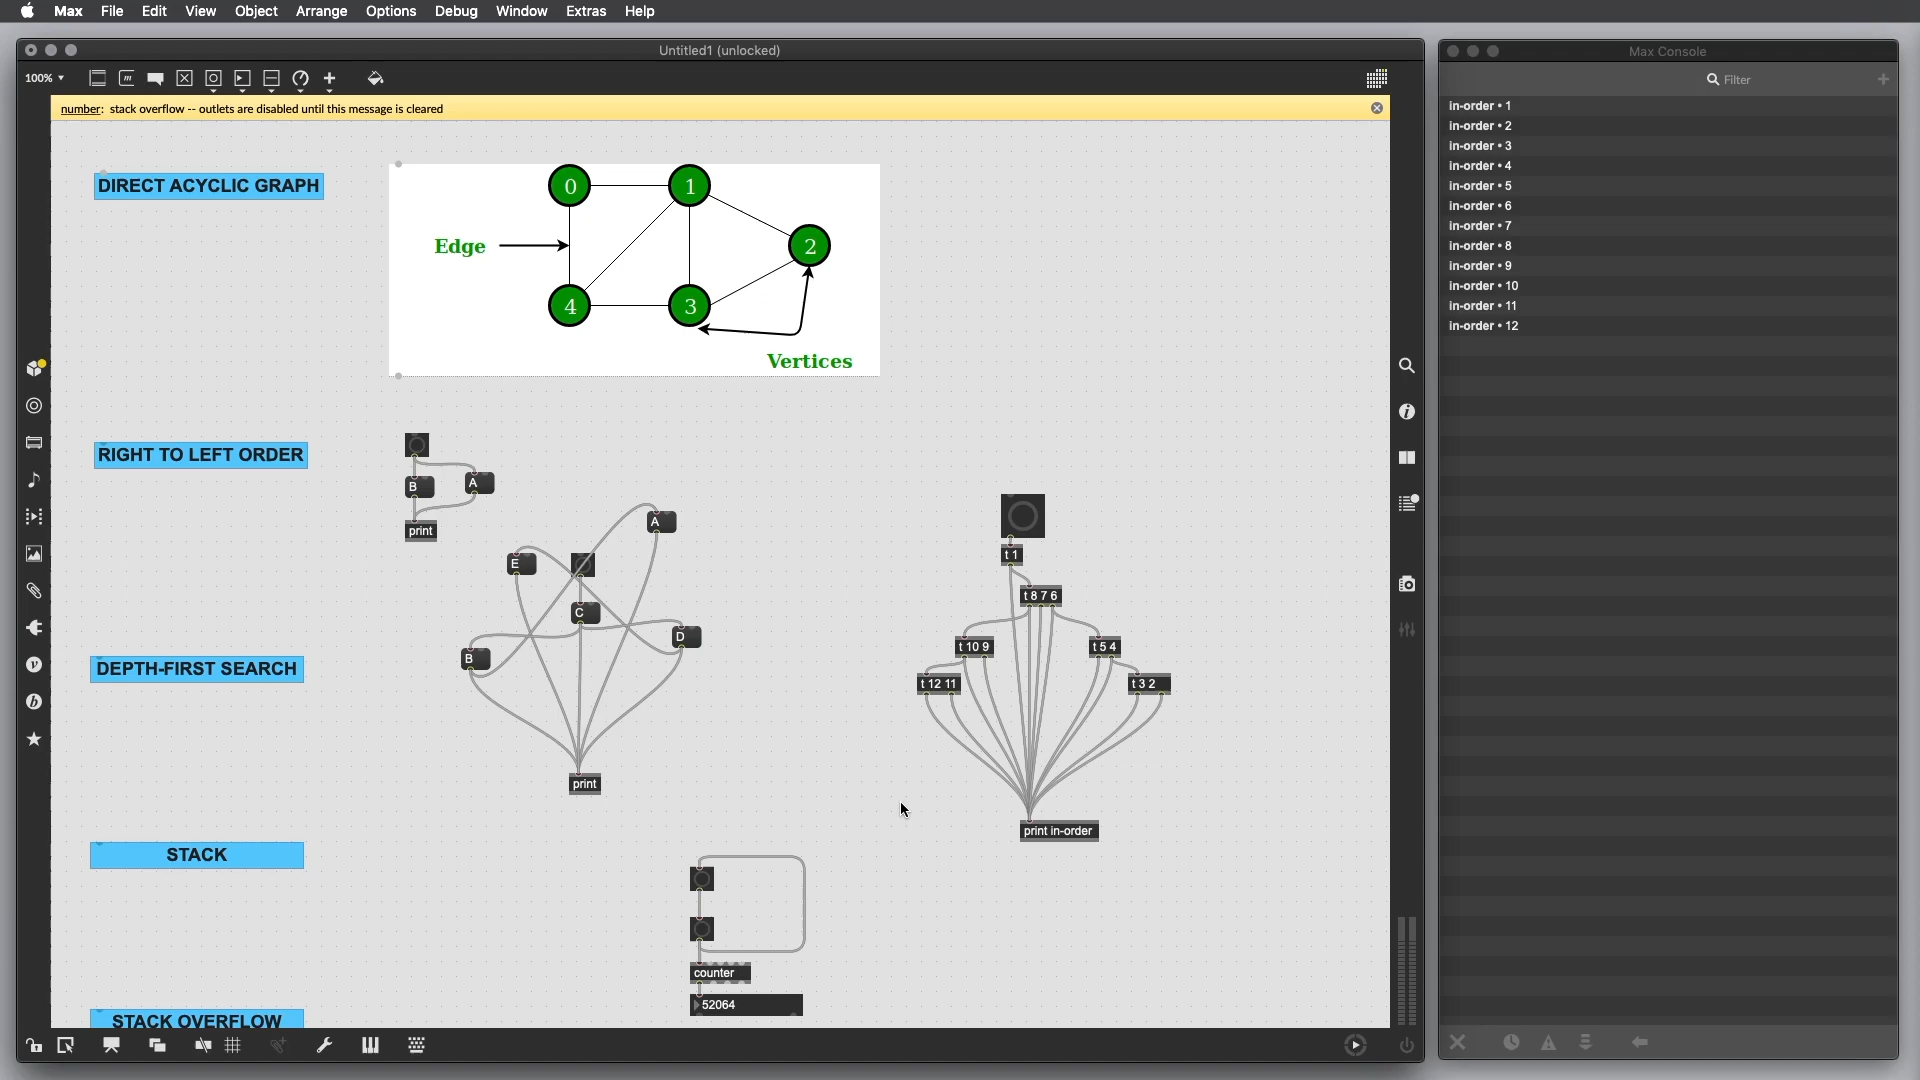 Max File Edit View Object Arrange Options Debug Window Extras Help
Untitled1 (unlocked)
100%
number: stack overflow -- outlets are disabled until this message is cleared
DIRECT ACYCLIC GRAPH
0
1
2
3
4
Edge
Vertices
RIGHT TO LEFT ORDER
B
A
print
A
E
C
D
B
print
DEPTH-FIRST SEARCH
t 1
t 8 7 6
t 10 9
t 5 4
t 12 11
t 3 2
print in-order
STACK
counter
52064
STACK OVERFLOW
Max Console
Filter
in-order • 1
in-order • 2
in-order • 3
in-order • 4
in-order • 5
in-order • 6
in-order • 7
in-order • 8
in-order • 9
in-order • 10
in-order • 11
in-order • 12